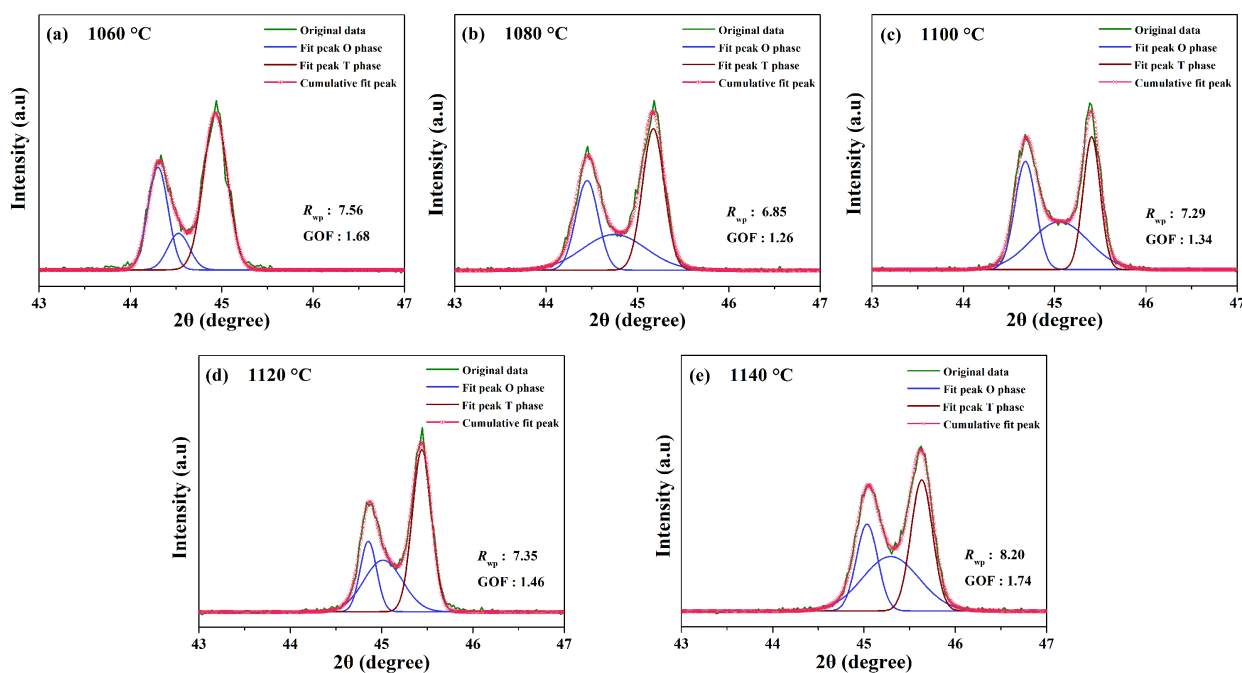 (a) 1060 °C
Original data
Fit peak O phase
Fit peak T phase
Cumulative fit peak
Intensity (a.u)
Rwp : 7.56
GOF : 1.68
43 44 45 46 47
2θ (degree)
(b) 1080 °C
Original data
Fit peak O phase
Fit peak T phase
Cumulative fit peak
Intensity (a.u)
Rwp : 6.85
GOF : 1.26
43 44 45 46 47
2θ (degree)
(c) 1100 °C
Original data
Fit peak O phase
Fit peak T phase
Cumulative fit peak
Intensity (a.u)
Rwp : 7.29
GOF : 1.34
43 44 45 46 47
2θ (degree)
(d) 1120 °C
Original data
Fit peak O phase
Fit peak T phase
Cumulative fit peak
Intensity (a.u)
Rwp : 7.35
GOF : 1.46
43 44 45 46 47
2θ (degree)
(e) 1140 °C
Original data
Fit peak O phase
Fit peak T phase
Cumulative fit peak
Intensity (a.u)
Rwp : 8.20
GOF : 1.74
43 44 45 46 47
2θ (degree)